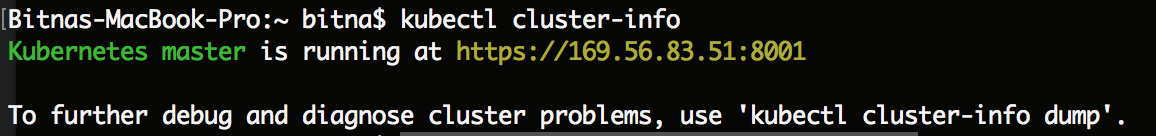 [Bitnas-MacBook-Pro:~ bitna$ kubectl cluster-info
Kubernetes master is running at https://169.56.83.51:8001
To further debug and diagnose cluster problems, use 'kubectl cluster-info dump'.